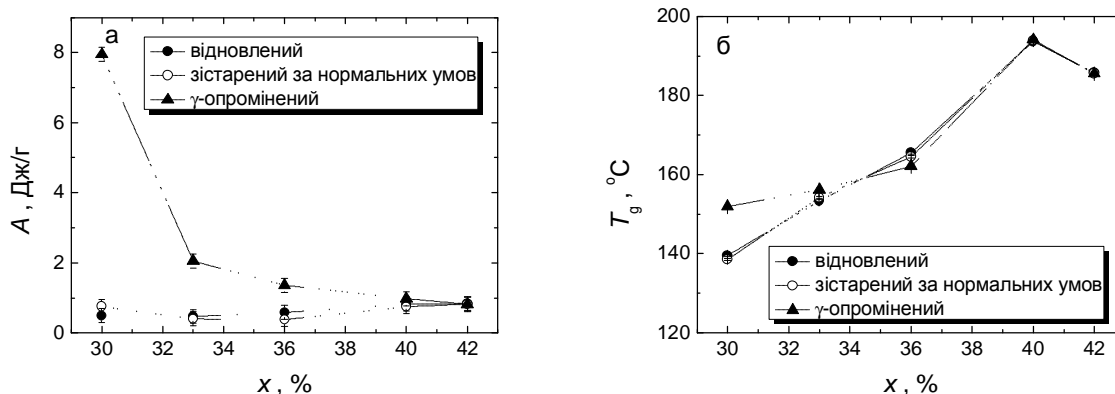 а
відновлений
зістарений за нормальних умов
γ-опромінений
A , Дж/г
8
6
4
2
0
30 32 34 36 38 40 42
x , %
б
T_g , °C
200
180
160
140
120
відновлений
зістарений за нормальних умов
γ-опромінений
30 32 34 36 38 40 42
x , %